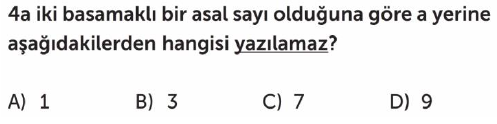 4a iki basamaklı bir asal sayı olduğuna göre a yerine
aşağıdakilerden hangisi yazılamaz?
A) 1 B) 3 C) 7 D) 9